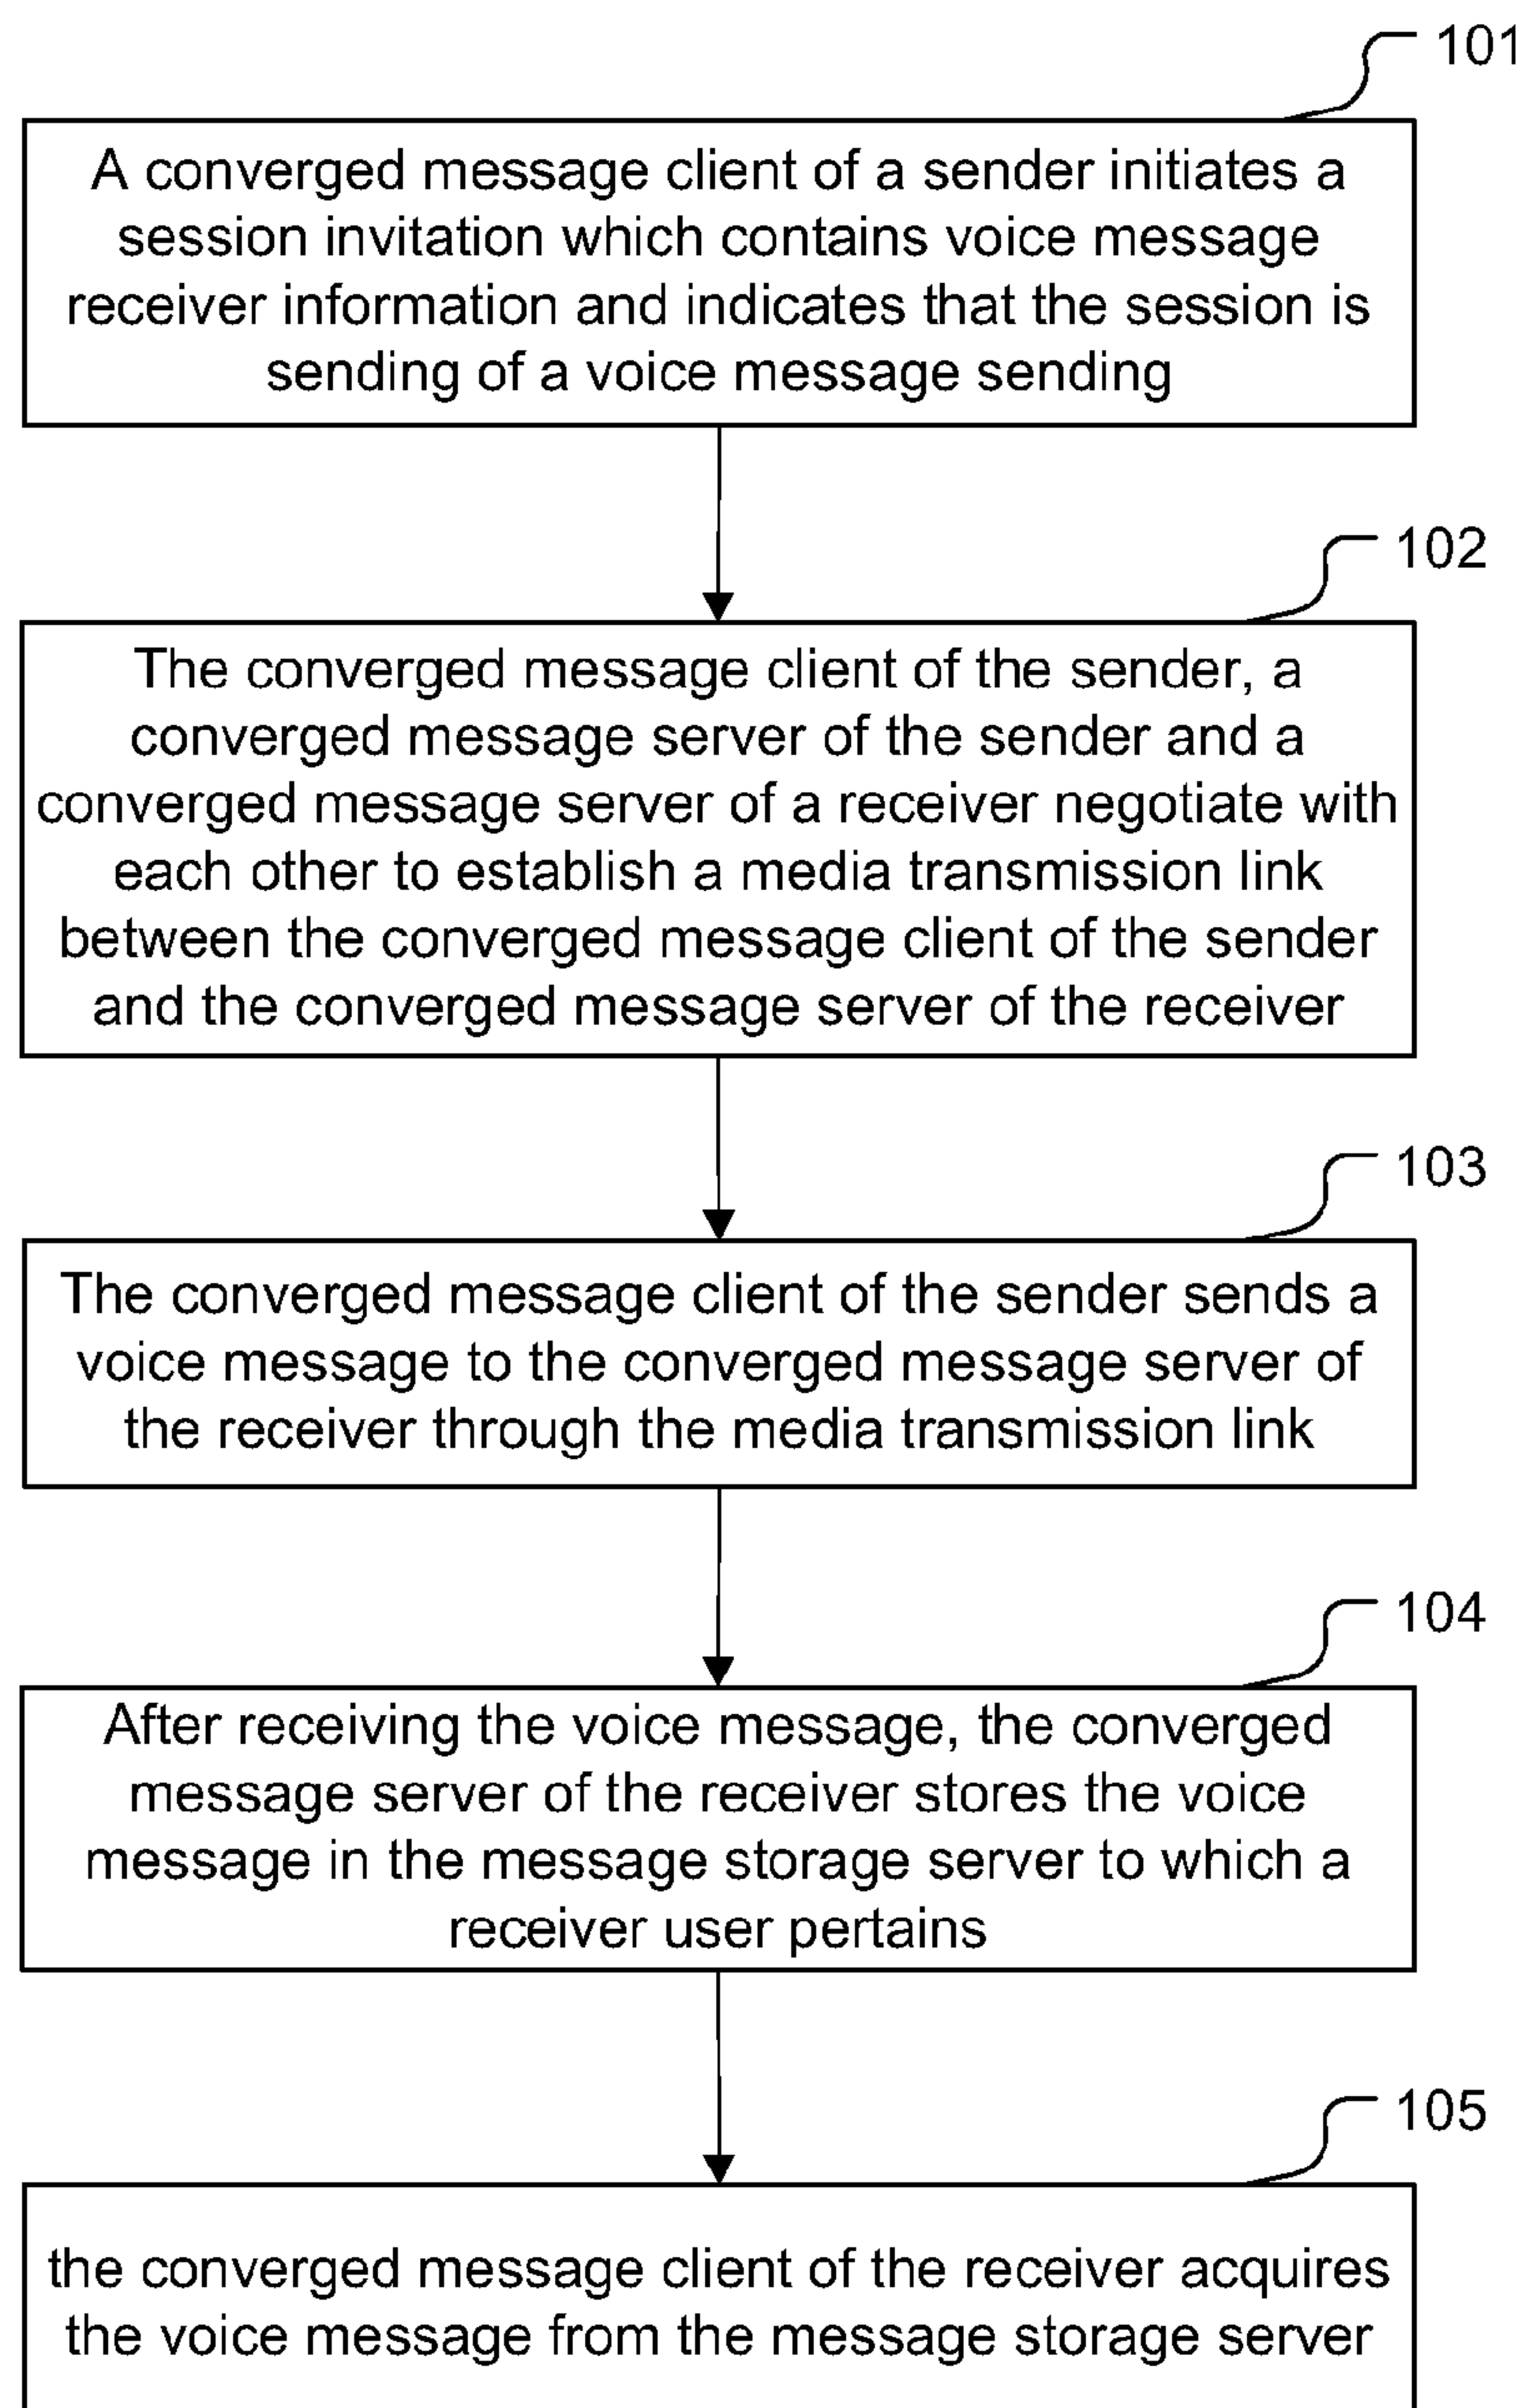 101
A converged message client of a sender initiates a
session invitation which contains voice message
receiver information and indicates that the session is
sending of a voice message sending
102
The converged message client of the sender, a
converged message server of the sender and a
converged message server of a receiver negotiate with
each other to establish a media transmission link
between the converged message client of the sender
and the converged message server of the receiver
103
The converged message client of the sender sends a
voice message to the converged message server of
the receiver through the media transmission link
104
After receiving the voice message, the converged
message server of the receiver stores the voice
message in the message storage server to which a
receiver user pertains
105
the converged message client of the receiver acquires
the voice message from the message storage server